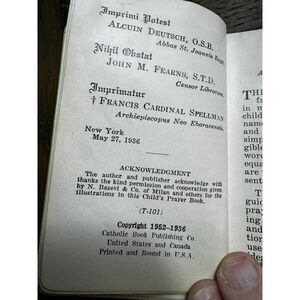 Imprimi Potest
ALCUIN DEUTSCH, O.S.B.
Abbas St. Joannis Bapt.
Nihil Obstat
JOHN M. FEARNS, S.T.D.
Censor Librorum.
Imprimatur
† FRANCIS CARDINAL SPELLMAN
Archiepiscopus Neo Eboracensis.
New York
May 27, 1936
ACKNOWLEDGMENT
The author and publisher acknowledge with
thanks the kind permission and cooperation given
by N. Basevi & Co. of Milan and others for the
illustrations in this Child's Prayer Book.
(T-101)
Copyright 1952-1936
Catholic Book Publishing Co.
United States and Canada
Printed and Bound in U.S.A.